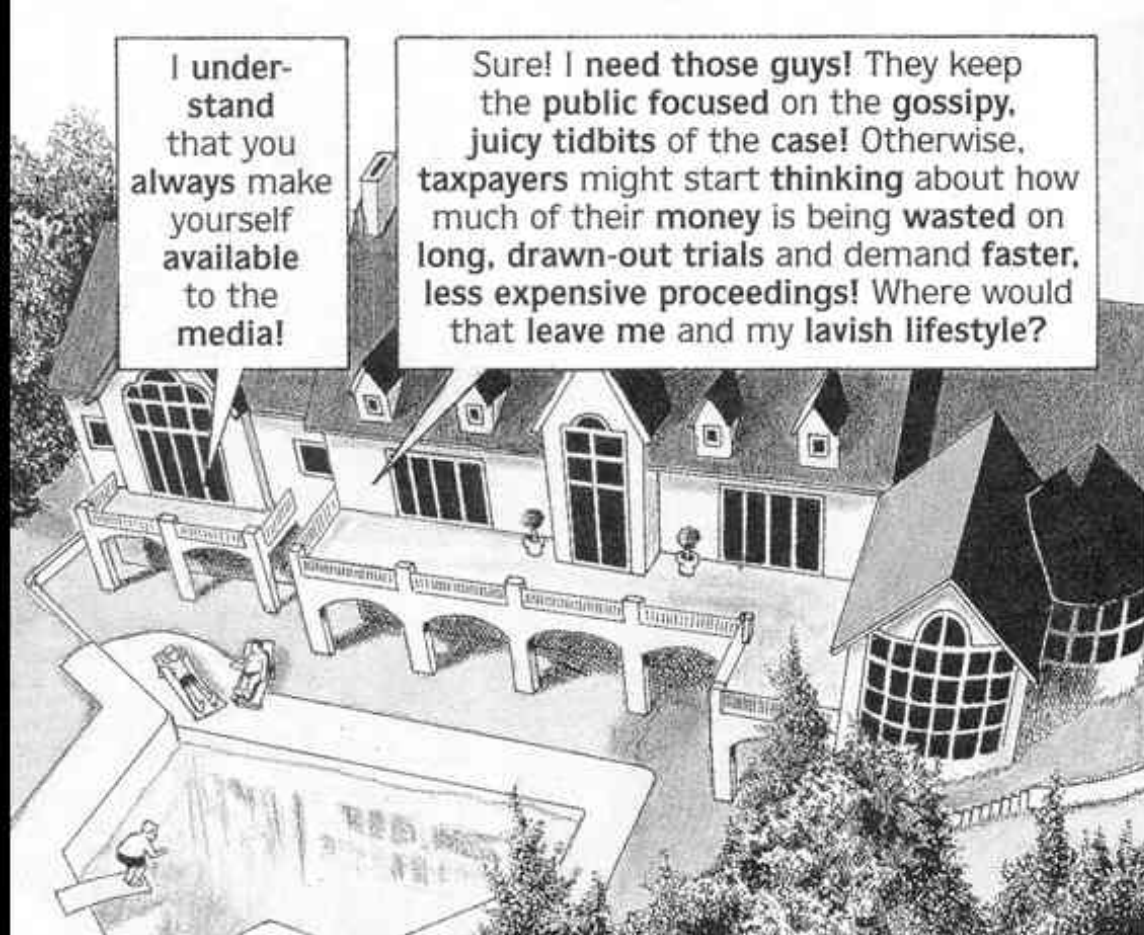 I under-
stand
that you
always make
yourself
available
to the
media!
Sure! I need those guys! They keep
the public focused on the gossipy,
juicy tidbits of the case! Otherwise,
taxpayers might start thinking about how
much of their money is being wasted on
long, drawn-out trials and demand faster,
less expensive proceedings! Where would
that leave me and my lavish lifestyle?